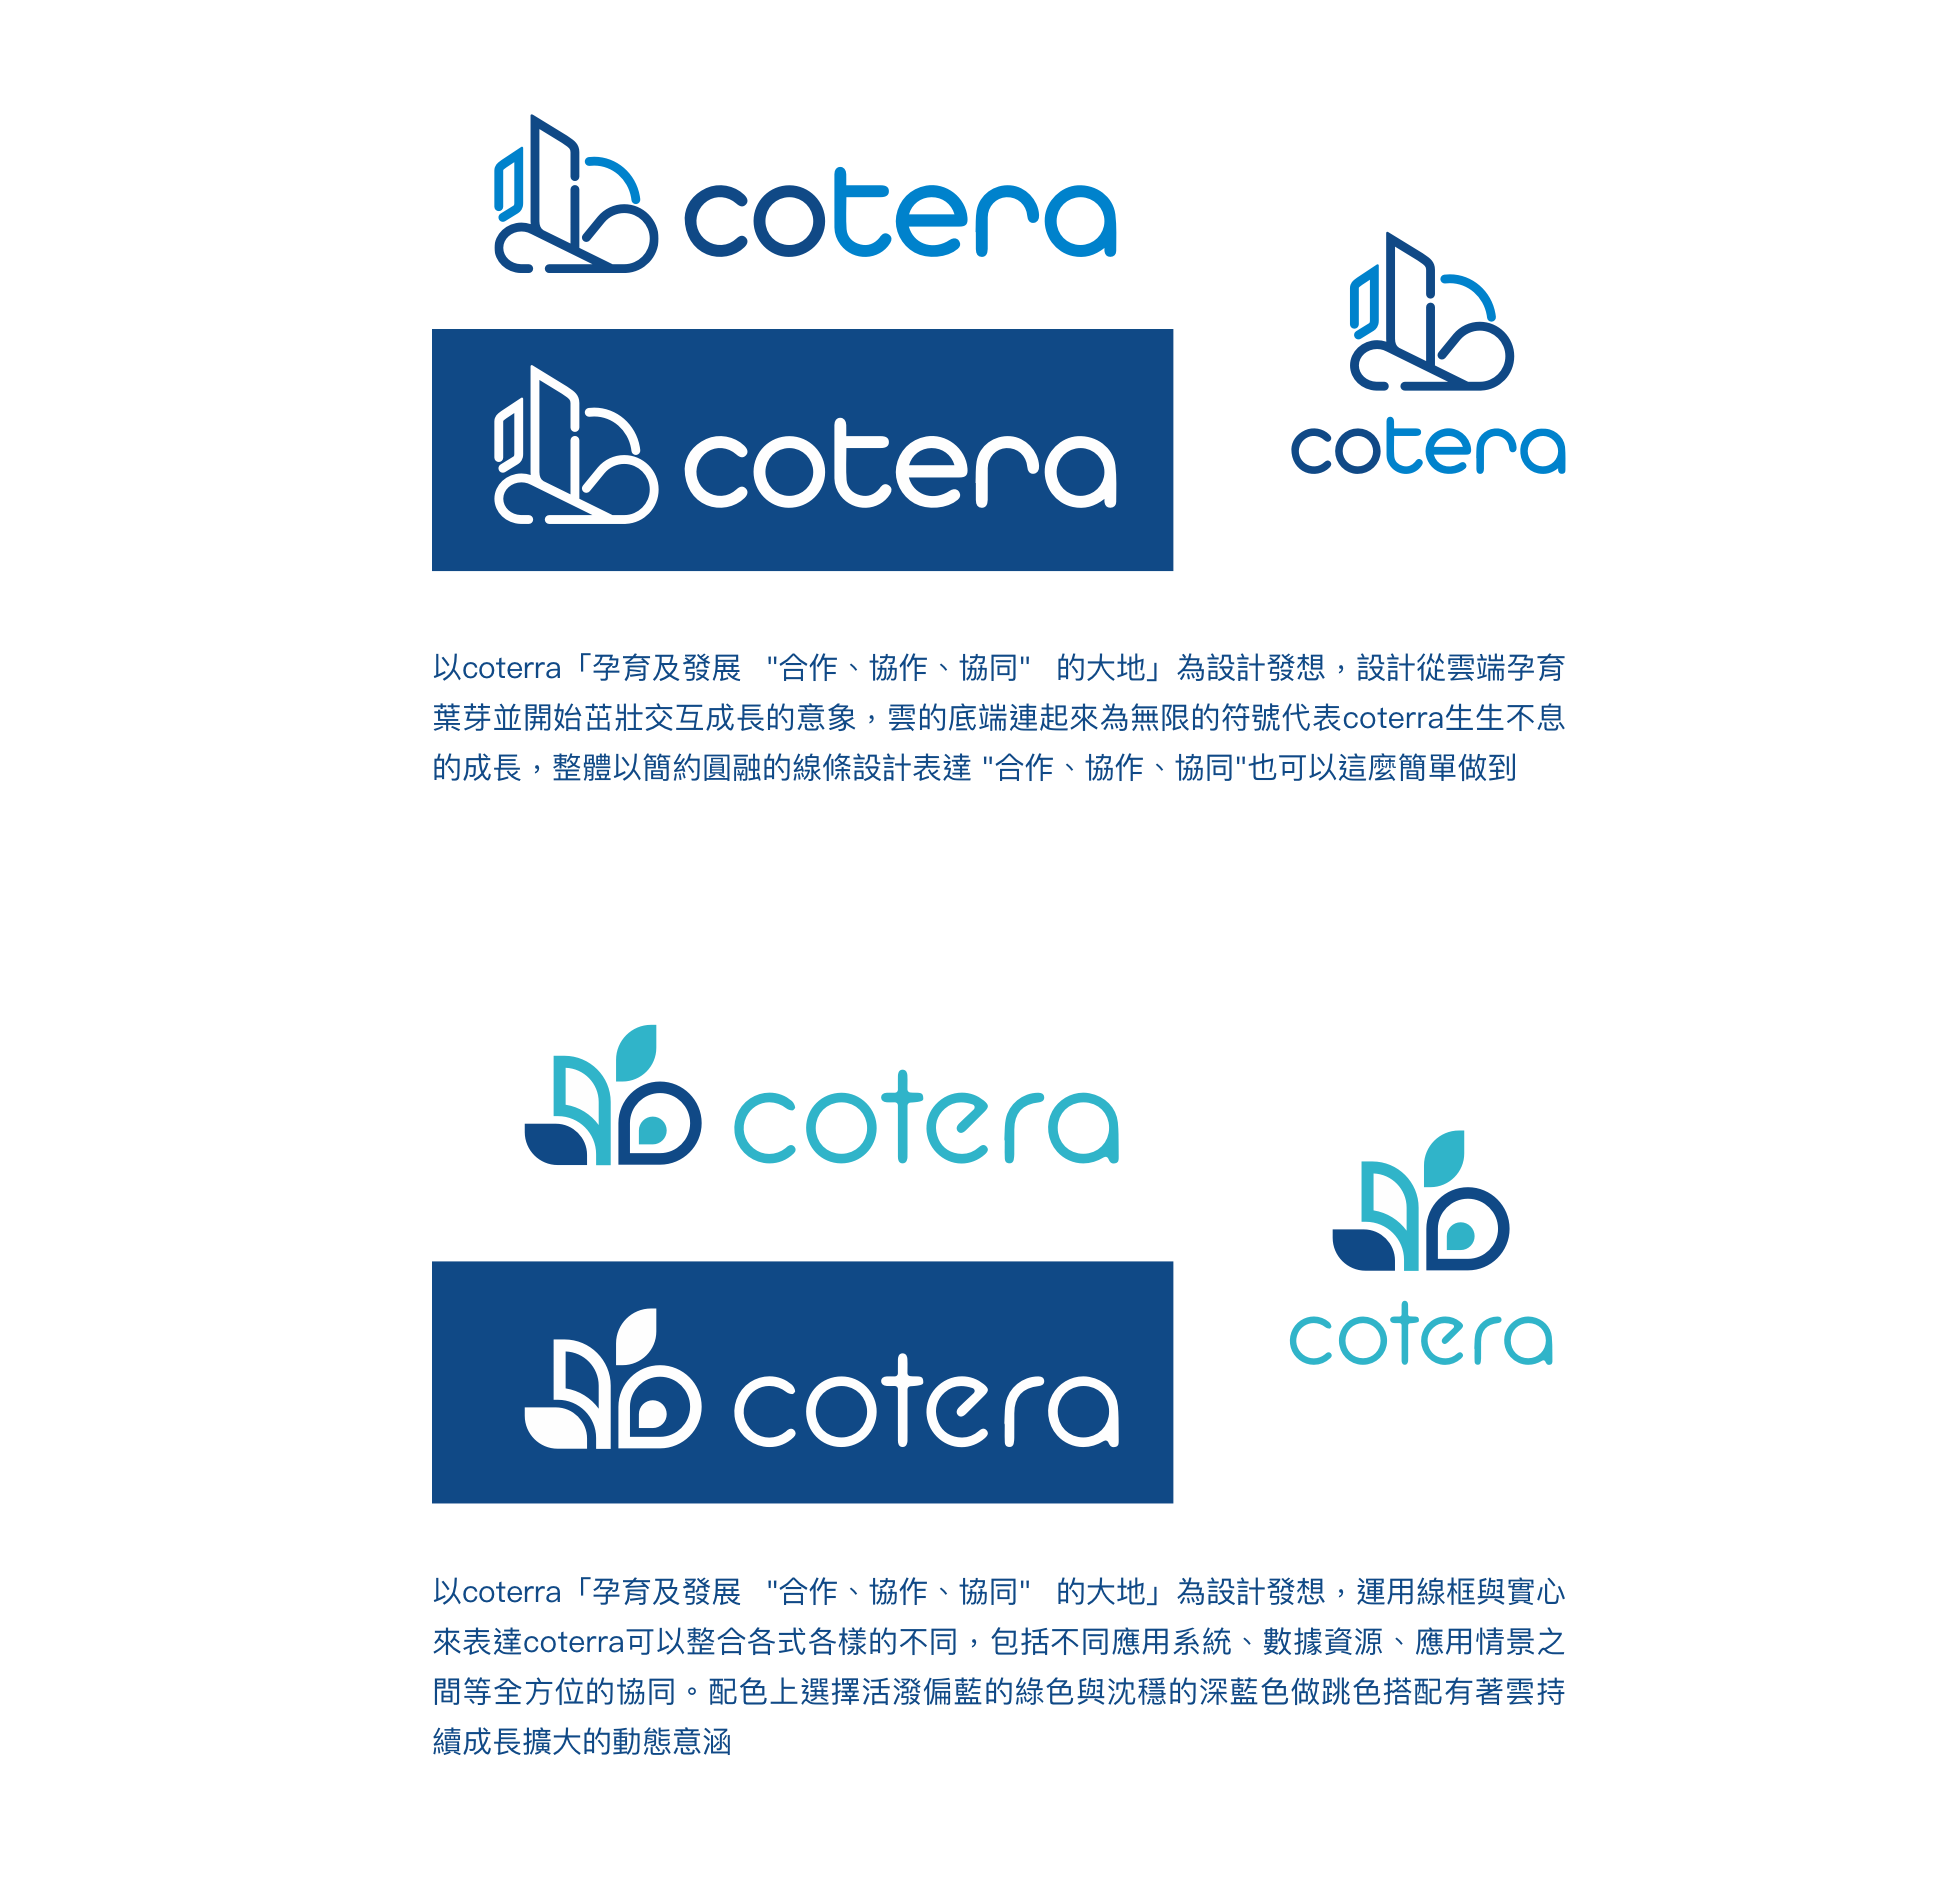 cotera
cotera
cotera
以coterra「孕育及發展 "合作、協作、協同" 的大地」為設計發想，設計從雲端孕育
葉芽並開始茁壯交互成長的意象，雲的底端連起來為無限的符號代表coterra生生不息
的成長，整體以簡約圓融的線條設計表達 "合作、協作、協同"也可以這麼簡單做到
cotera
cotera
cotera
以coterra「孕育及發展 "合作、協作、協同" 的大地」為設計發想，運用線框與實心
來表達coterra可以整合各式各樣的不同，包括不同應用系統、數據資源、應用情景之
間等全方位的協同。配色上選擇活潑偏藍的綠色與沈穩的深藍色做跳色搭配有著雲持
續成長擴大的動態意涵